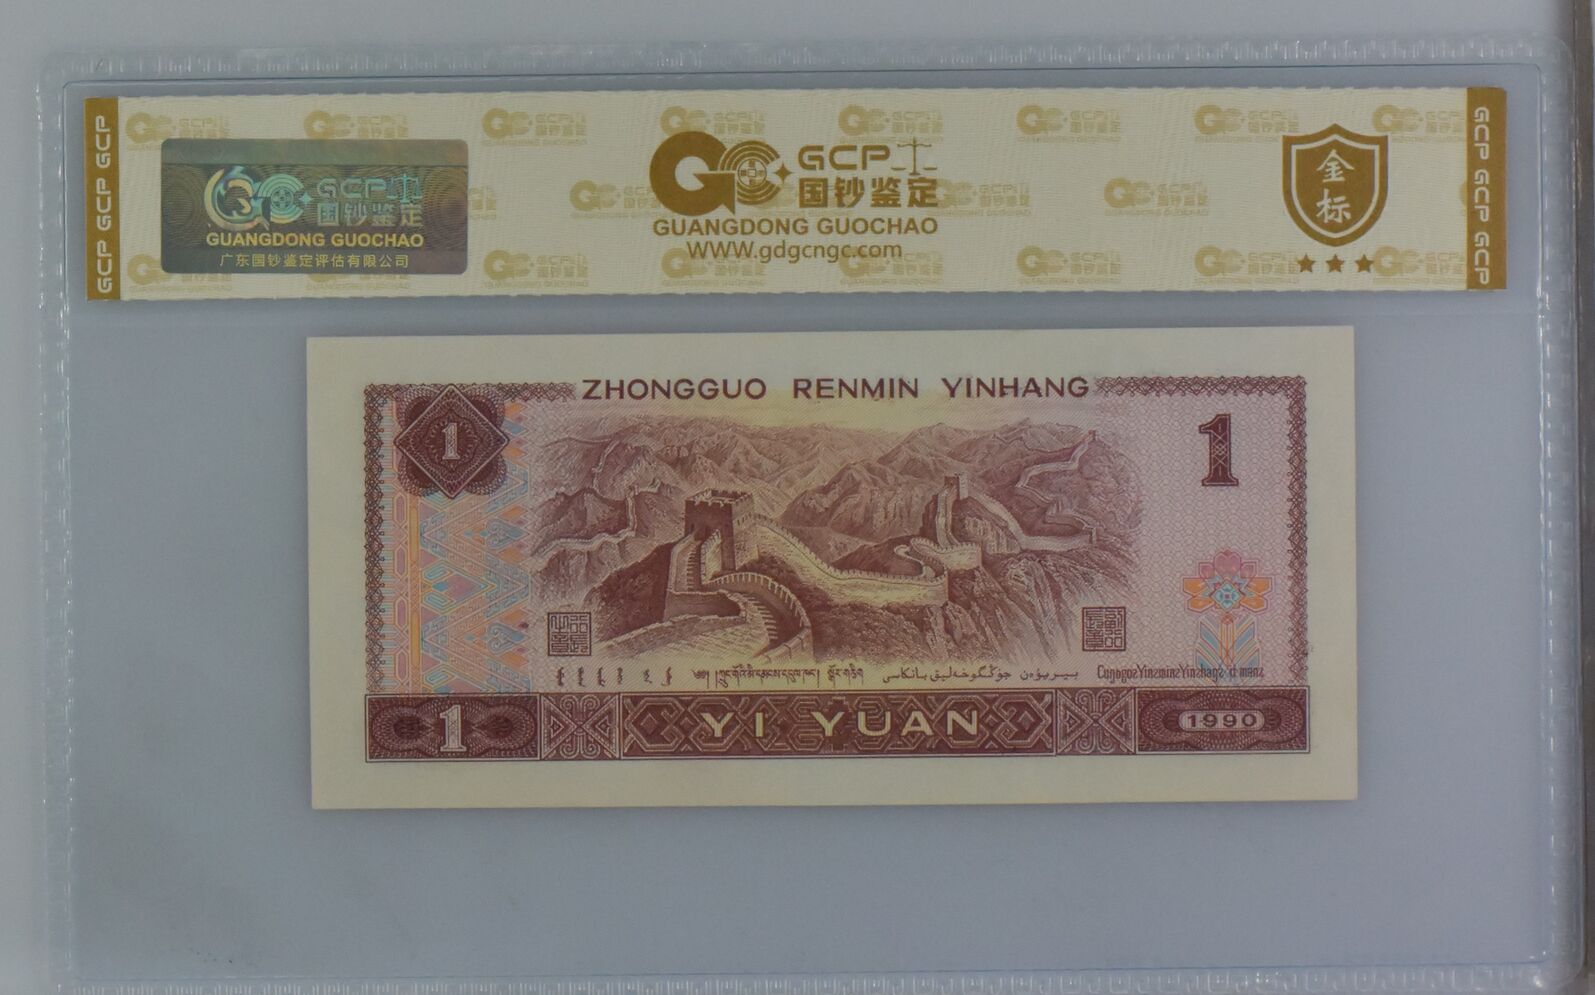 GCP GCP GCP
GCP
国钞鉴定
GUANGDONG GUOCHAO
广东国钞鉴定评估有限公司
GCP
国钞鉴定
GUANGDONG GUOCHAO
WWW.gdgcngc.com
金标
GCP GCP GCP
ZHONGGUO RENMIN YINHANG
1
1
1
YI YUAN
1990